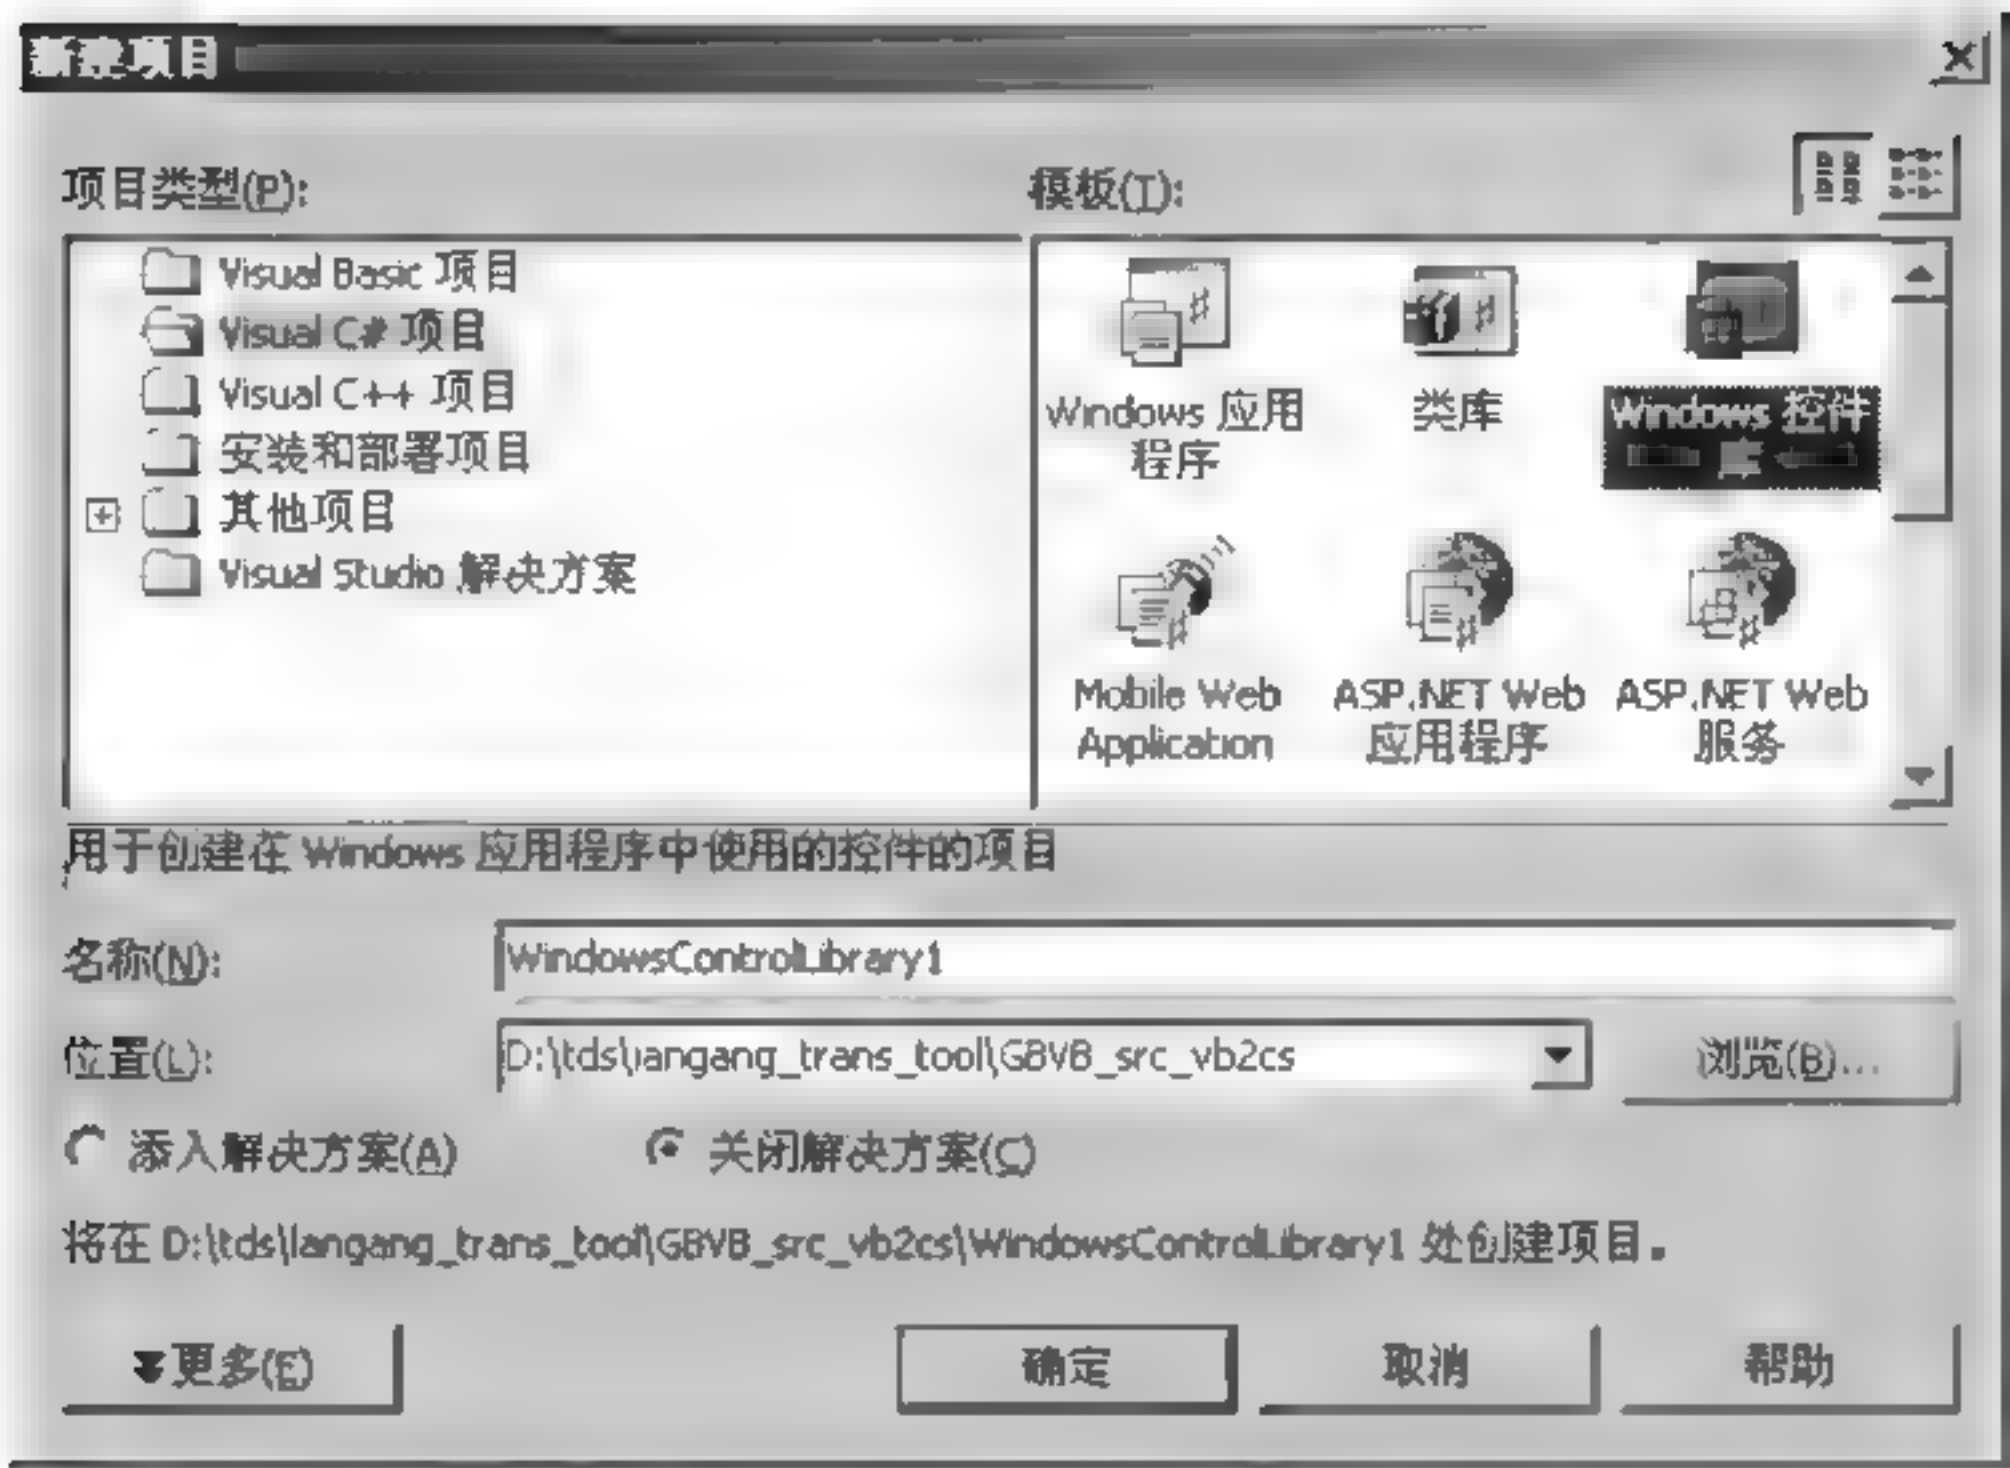 新建项目
项目类型(P):
模板(T):
Visual Basic 项目
Visual C# 项目
Visual C++ 项目
安装和部署项目
其他项目
Visual Studio 解决方案
Windows 应用
程序
类库
Windows 控件
库
Mobile Web
Application
ASP.NET Web
应用程序
ASP.NET Web
服务
用于创建在 Windows 应用程序中使用的控件的项目
名称(N):
WindowsControlLibrary1
位置(L):
D:\tds\langang_trans_tool\GBVB_src_vb2cs
浏览(B)...
添入解决方案(A)
关闭解决方案(C)
将在 D:\tds\langang_trans_tool\GBVB_src_vb2cs\WindowsControlLibrary1 处创建项目。
更多(E)
确定
取消
帮助